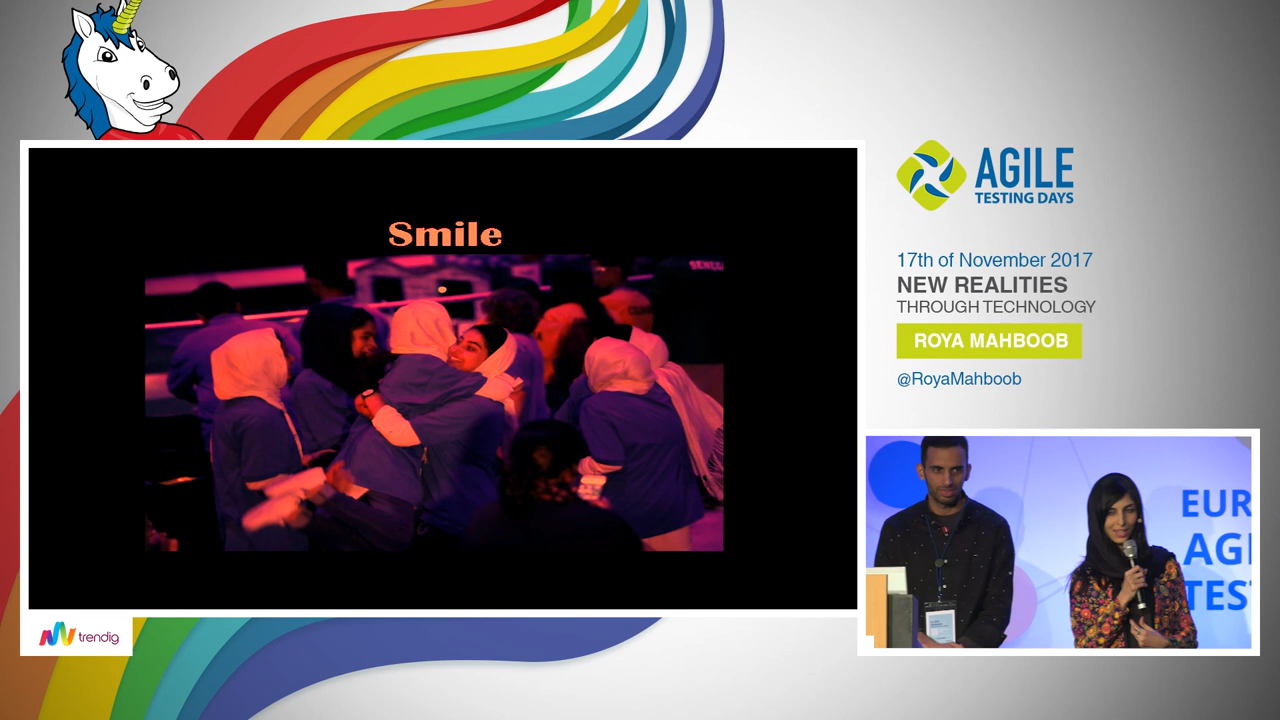 Smile
AGILE
TESTING DAYS
17th of November 2017
NEW REALITIES
THROUGH TECHNOLOGY
ROYA MAHBOOB
@RoyaMahboob
EUR
AGI
TES
trendig